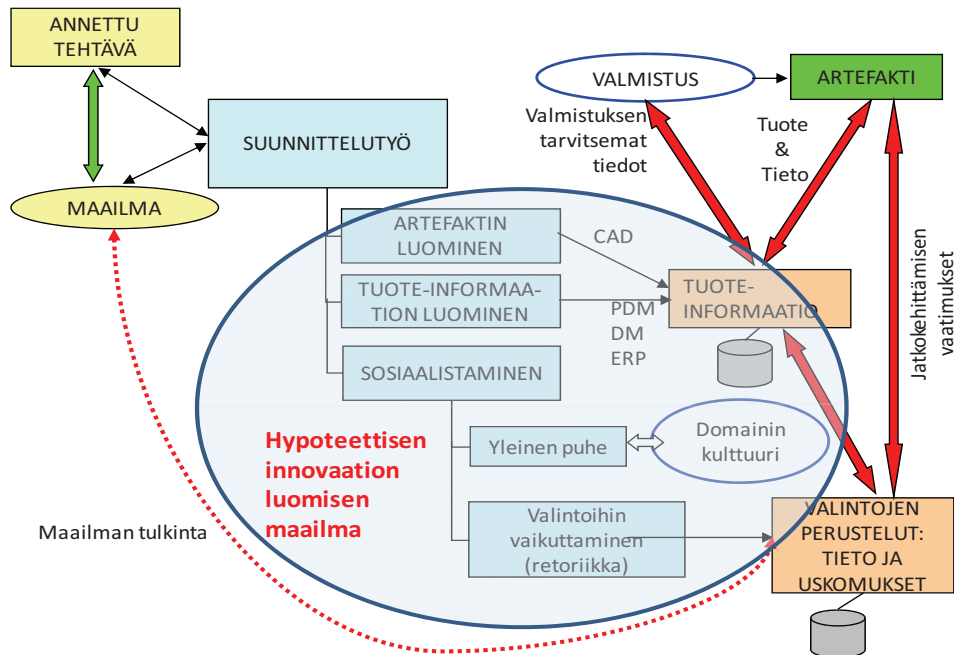 ANNETTU
TEHTÄVÄ
MAAILMA
SUUNNITTELUTYÖ
VALMISTUS
ARTEFAKTI
Valmistuksen
tarvitsemat
tiedot
Tuote
&
Tieto
Jatkokehittämisen
vaatimukset
ARTEFAKTIN
LUOMINEN
CAD
TUOTE-INFORMAA-
TION LUOMINEN
PDM
DM
ERP
TUOTE-
INFORMAATIO
SOSIAALISTAMINEN
Hypoteettisen
innovaation
luomisen
maailma
Yleinen puhe
Domainin
kulttuuri
Valintoihin
vaikuttaminen
(retoriikka)
VALINTOJEN
PERUSTELUT:
TIETO JA
USKOMUKSET
Maailman tulkinta